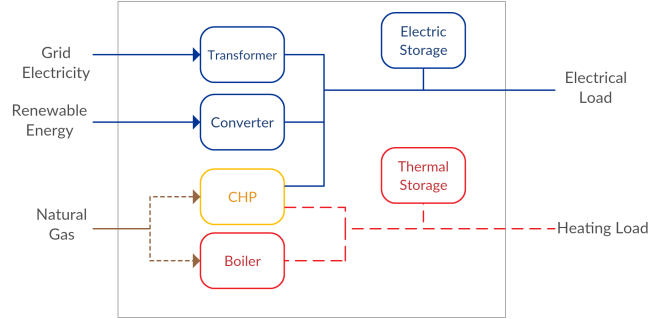 Grid
Electricity
Transformer
Electric
Storage
Electrical
Load
Renewable
Energy
Converter
Natural
Gas
CHP
Thermal
Storage
Boiler
Heating Load